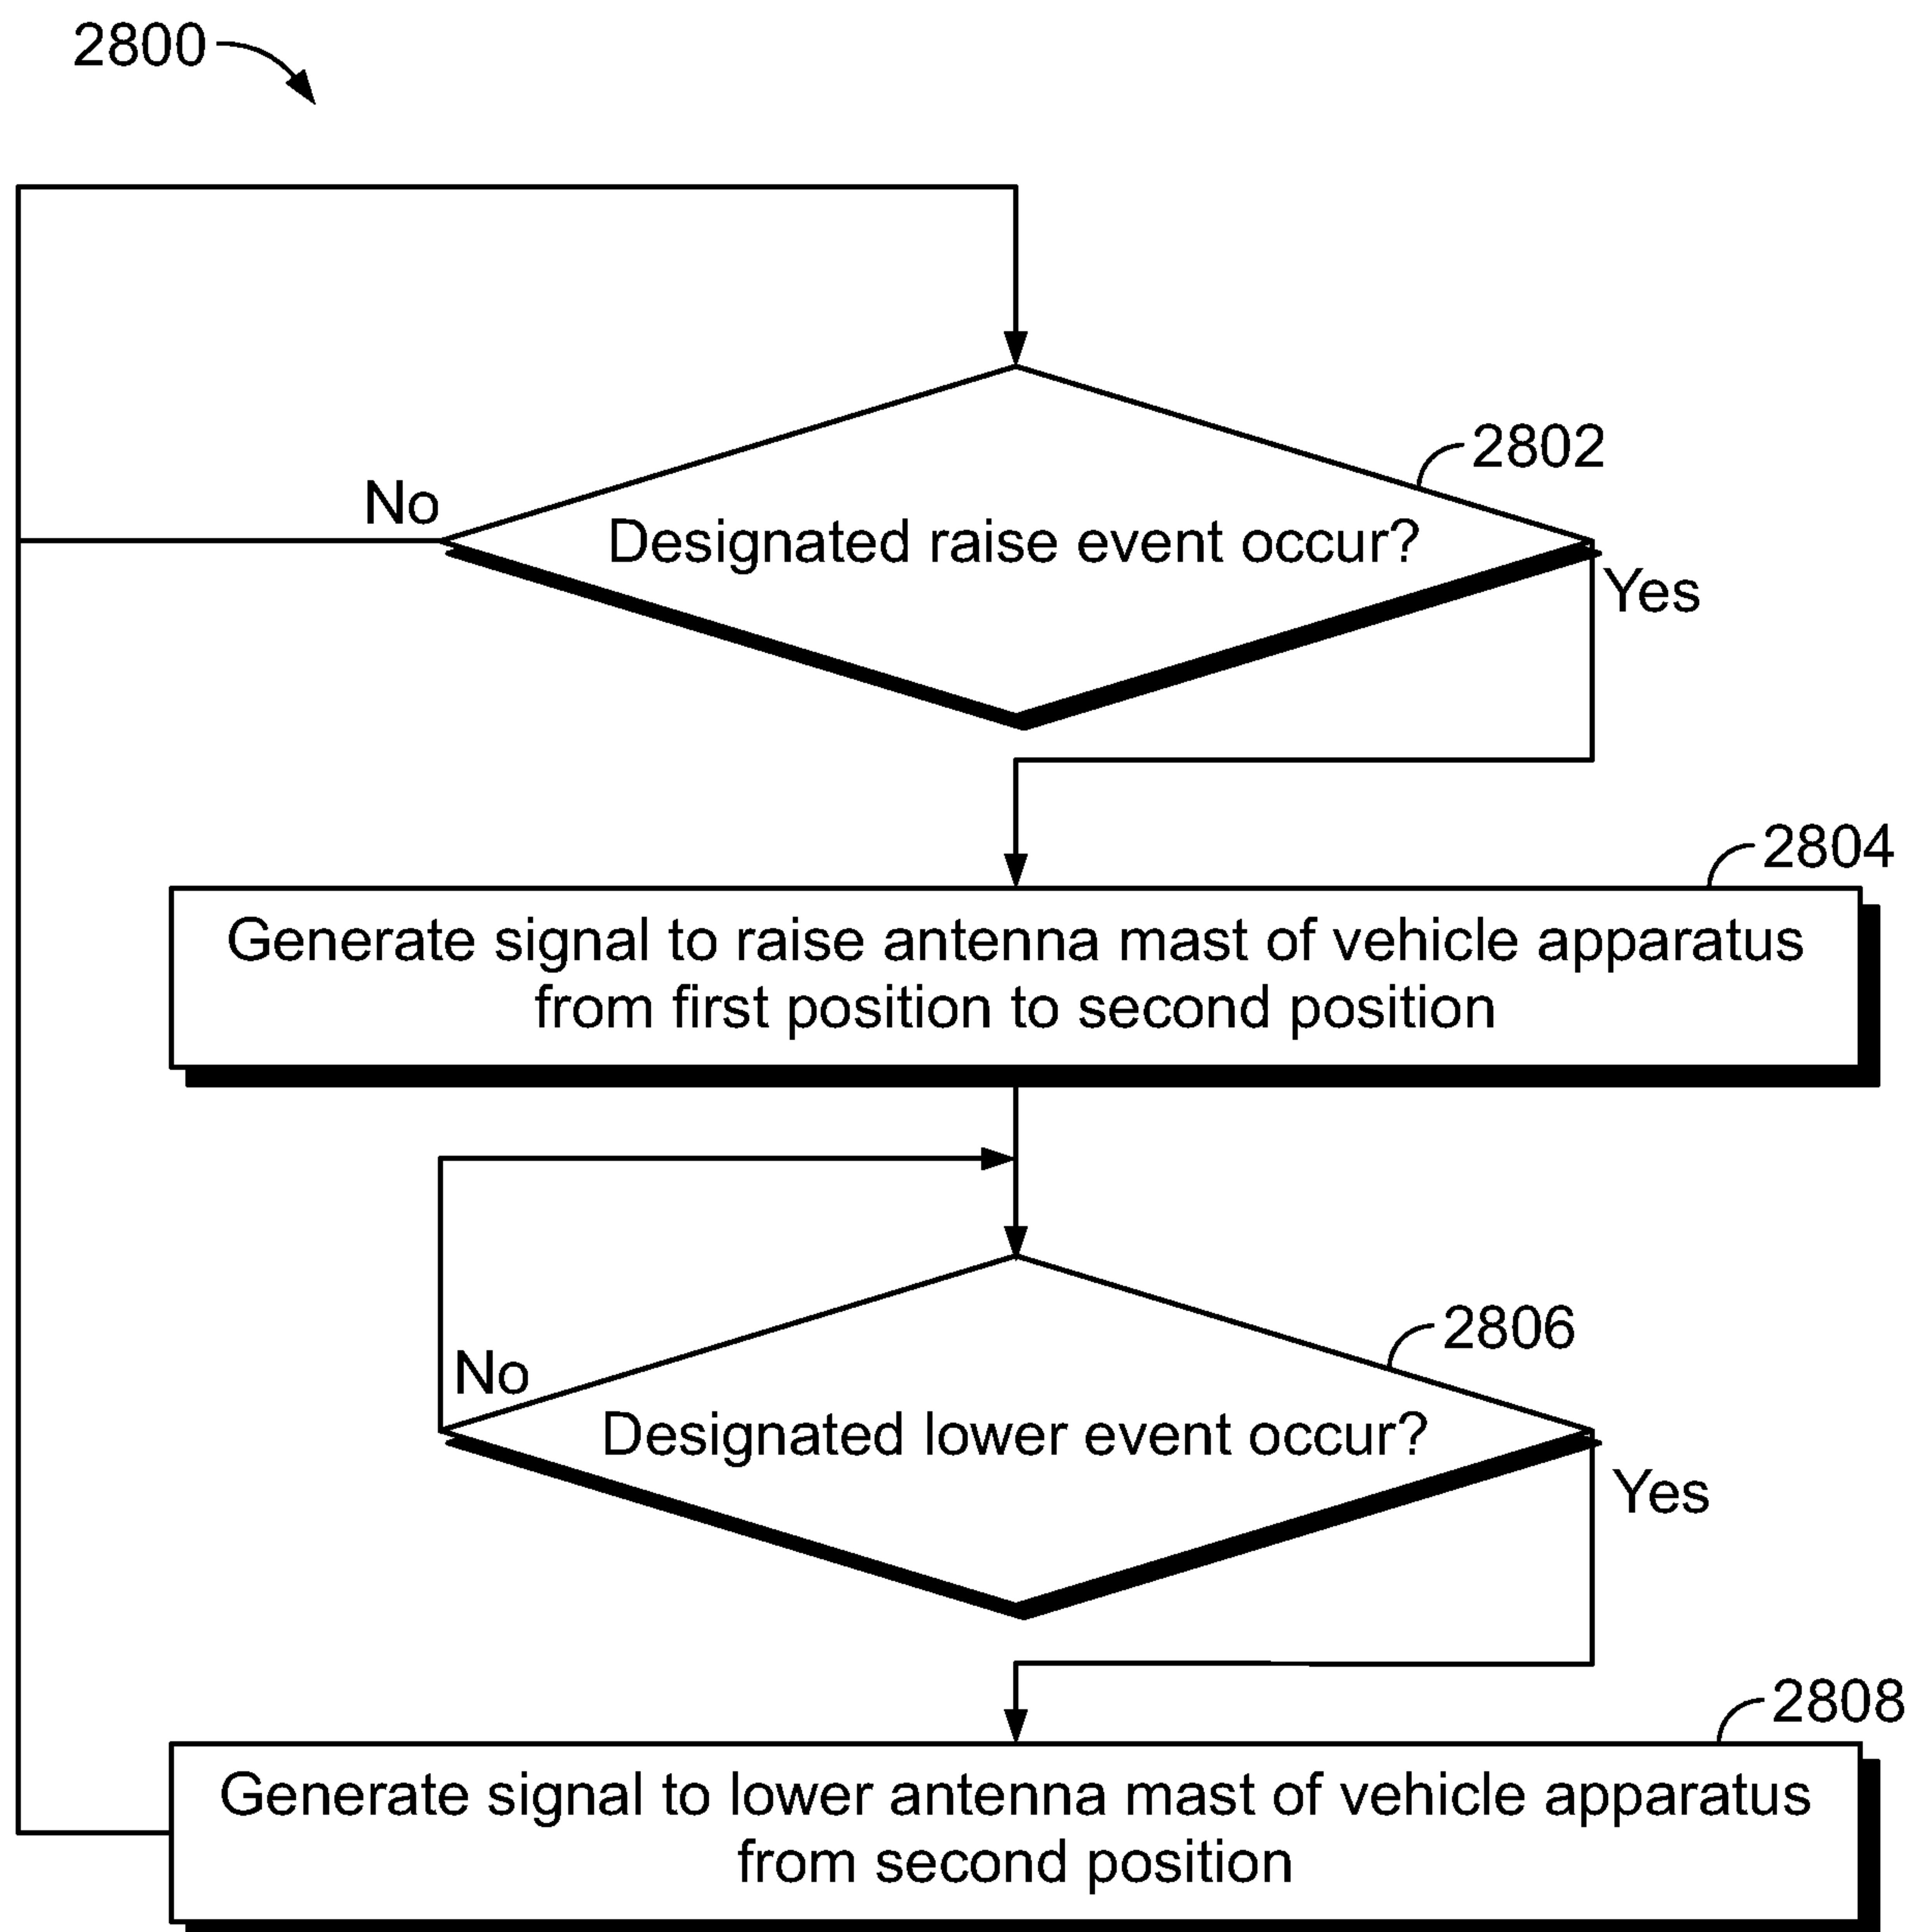 2800
2802
No
Designated raise event occur?
Yes
2804
Generate signal to raise antenna mast of vehicle apparatus
from first position to second position
2806
No
Designated lower event occur?
Yes
2808
Generate signal to lower antenna mast of vehicle apparatus
from second position